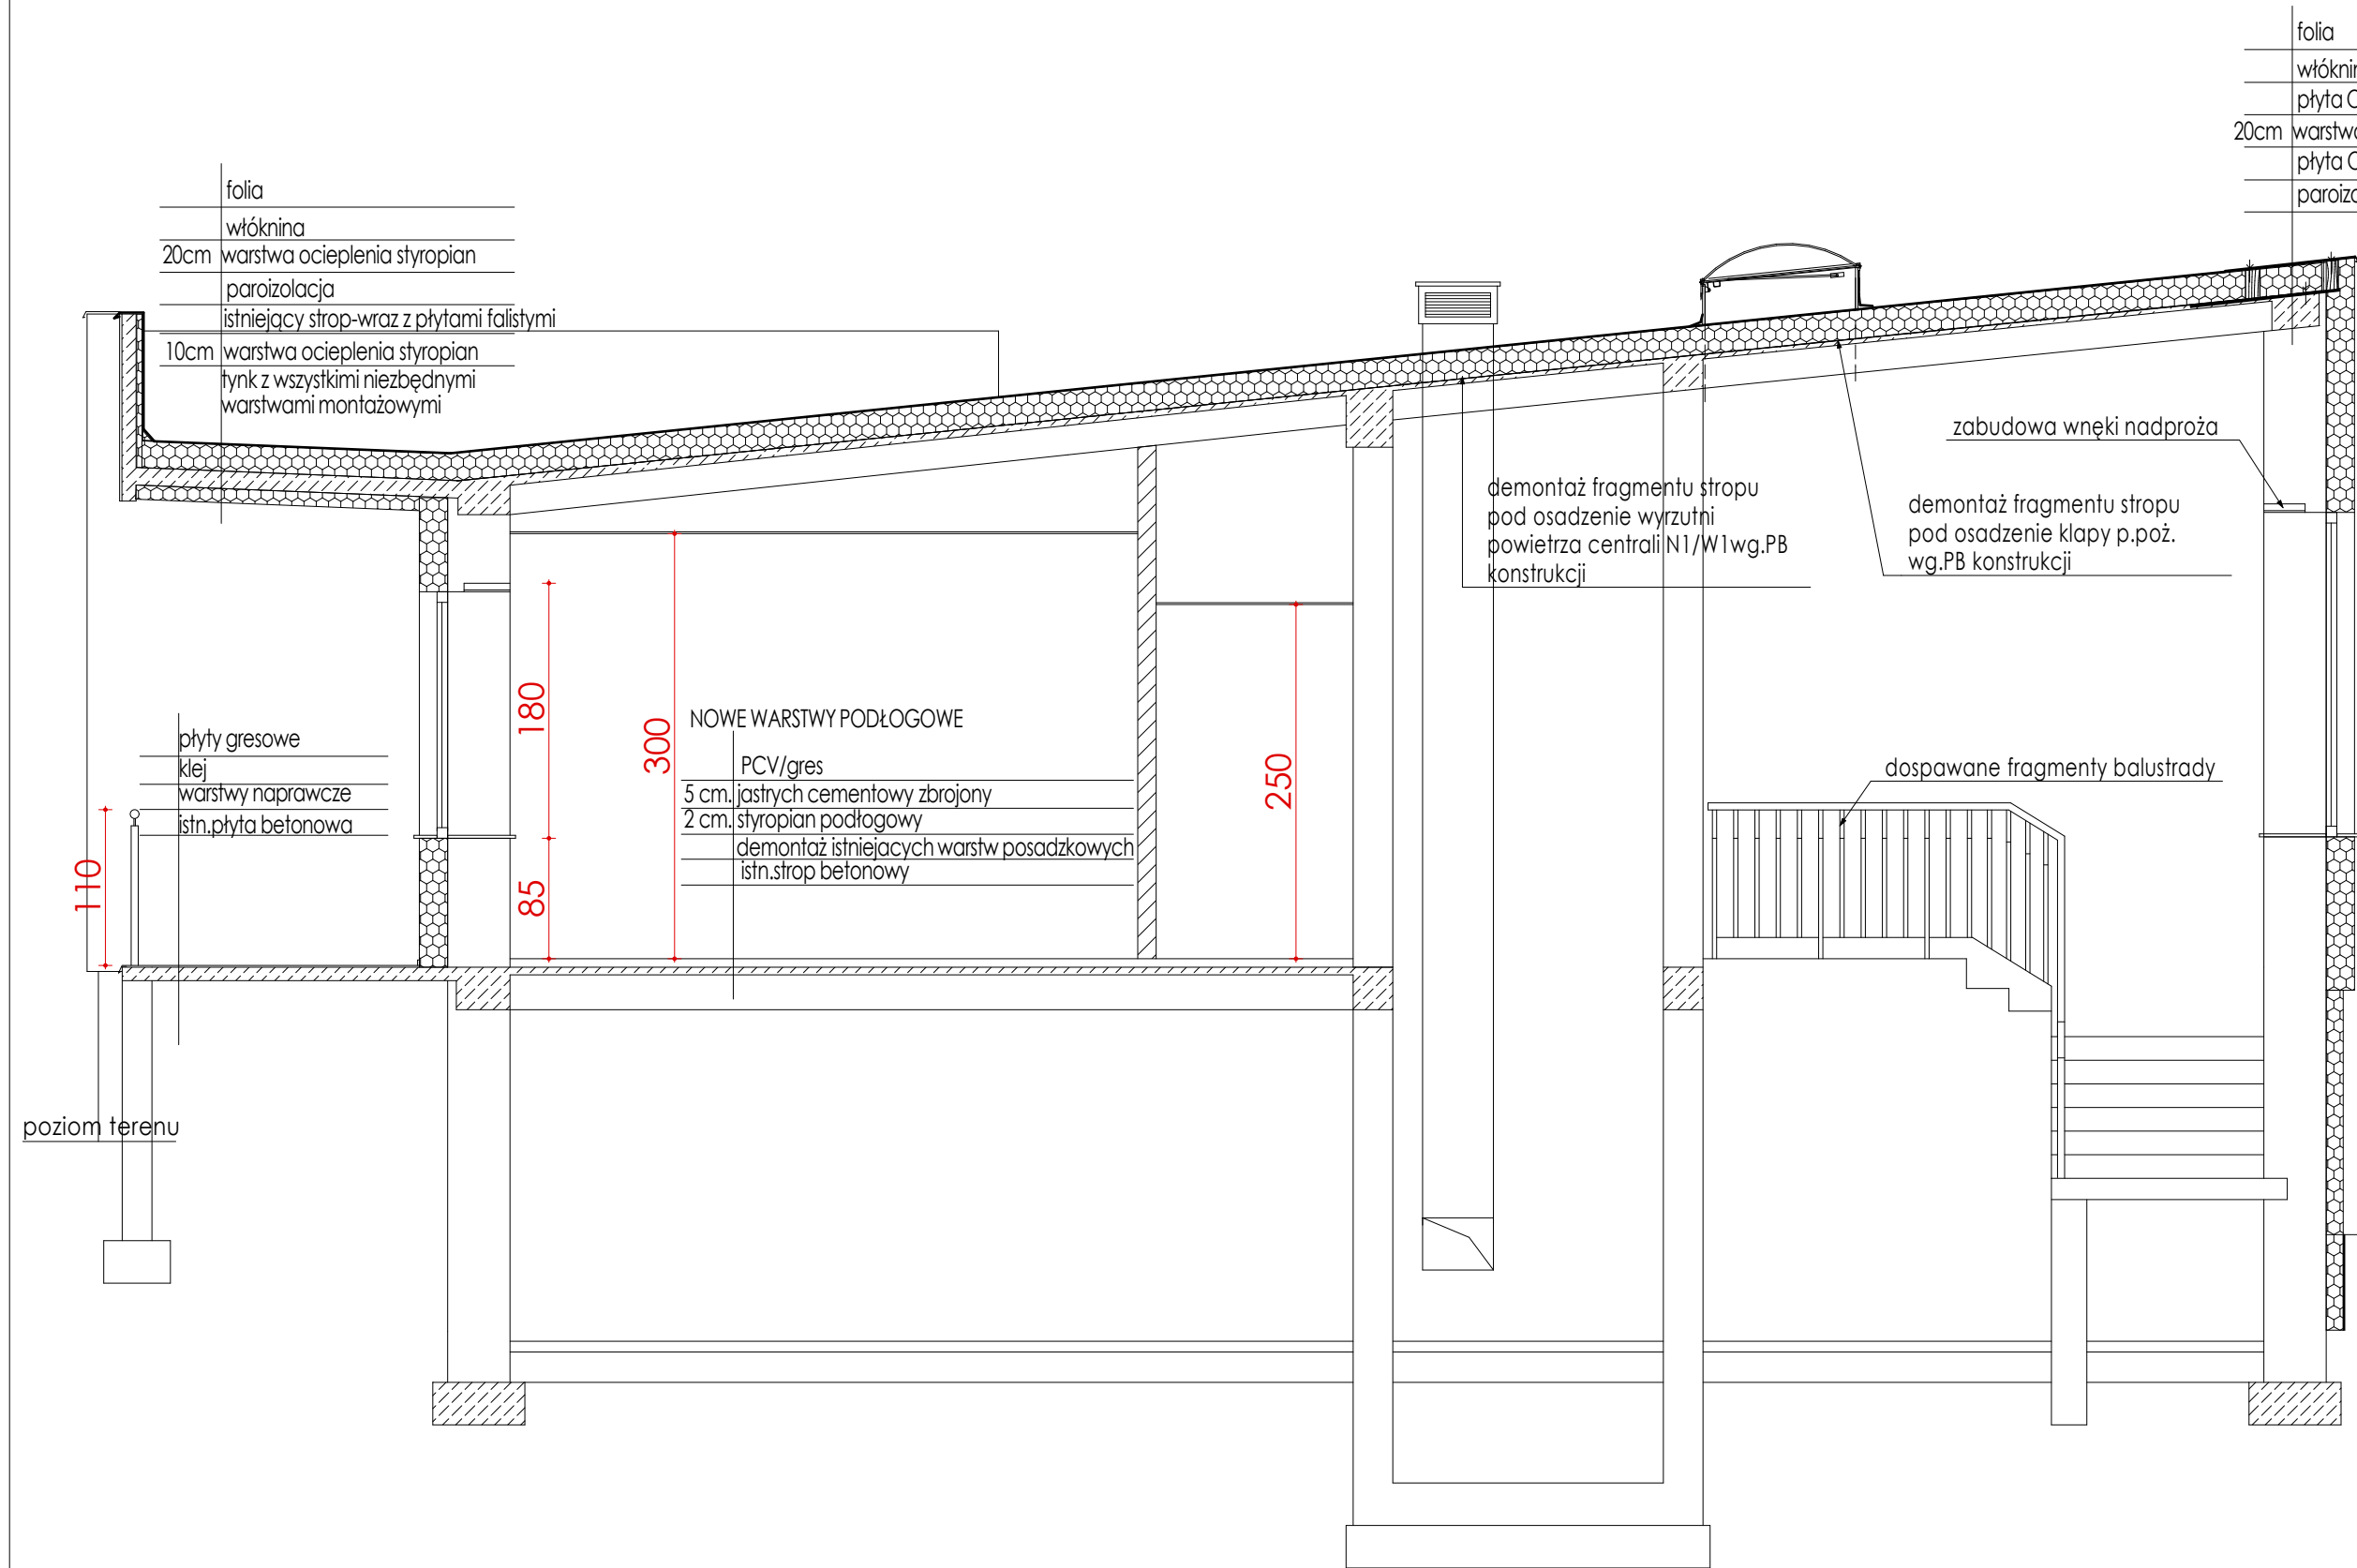 folia
włóknina
20cm warstwa ocieplenia styropian
paroizolacja
istniejący strop-wraz z płytami falistymi
10cm warstwa ocieplenia styropian
tynk z wszystkimi niezbędnymi
warstwami montażowymi
folia
płyta
20cm
płyta
zabudowa wnęki nadproża
demontaż fragmentu stropu
pod osadzenie wyrzutni
powietrza centrali N1/W1wg.PB
konstrukcji
demontaż fragmentu stropu
pod osadzenie klapy p.poż.
wg.PB konstrukcji
płyty gresowe
klej
warstwy naprawcze
istn.płyta betonowa
110
180
85
300
NOWE WARSTWY PODŁOGOWE
PCV/gres
5 cm. jastrych cementowy zbrojony
2 cm. styropian podłogowy
demontaż istniejacych warstw posadzkowych
istn.strop betonowy
250
dospawane fragmenty balustrady
poziom terenu